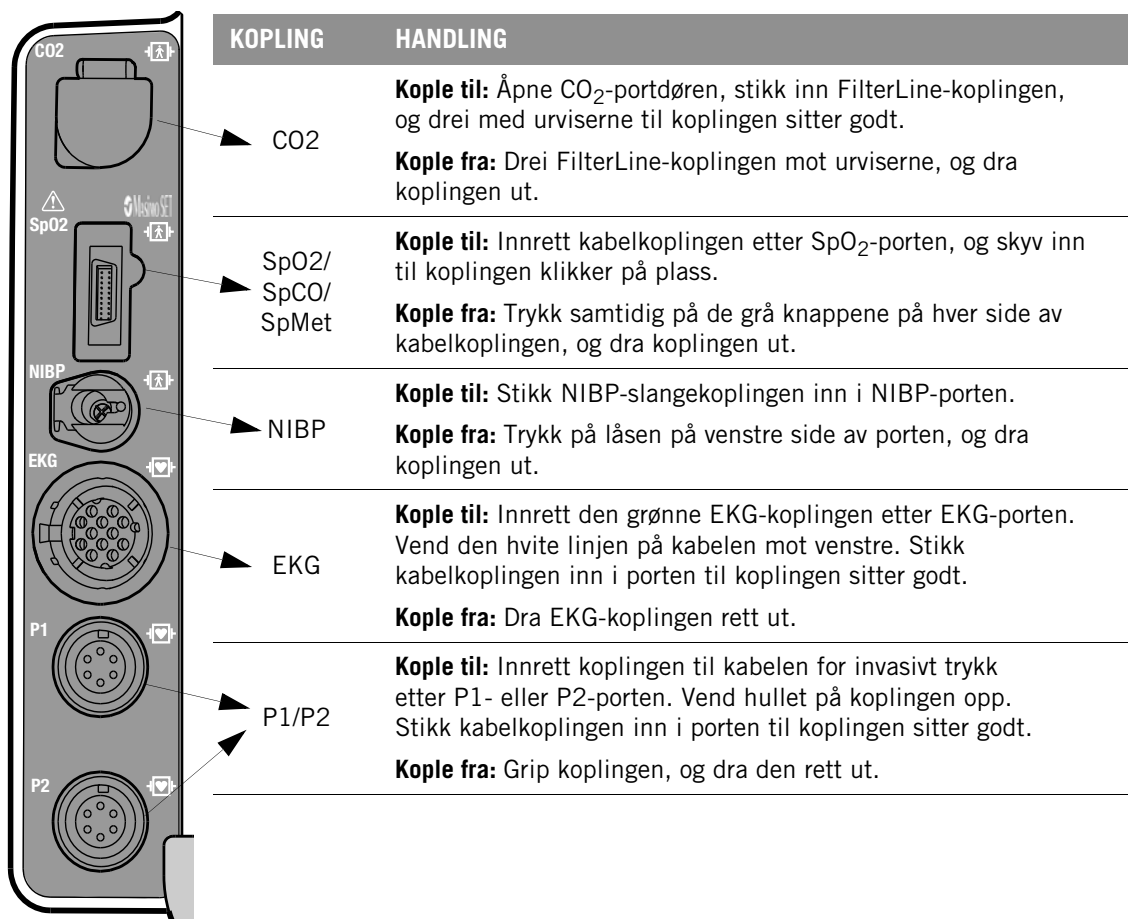 CO2
SpO2
Masimo SET
NIBP
EKG
P1
P2
KOPLING HANDLING
CO2
Kople til: Åpne CO2-portdøren, stikk inn FilterLine-koplingen,
og drei med urviserne til koplingen sitter godt.
Kople fra: Drei FilterLine-koplingen mot urviserne, og dra
koplingen ut.
SpO2/
SpCO/
SpMet
Kople til: Innrett kabelkoplingen etter SpO2-porten, og skyv inn
til koplingen klikker på plass.
Kople fra: Trykk samtidig på de grå knappene på hver side av
kabelkoplingen, og dra koplingen ut.
NIBP
Kople til: Stikk NIBP-slangekoplingen inn i NIBP-porten.
Kople fra: Trykk på låsen på venstre side av porten, og dra
koplingen ut.
EKG
Kople til: Innrett den grønne EKG-koplingen etter EKG-porten.
Vend den hvite linjen på kabelen mot venstre. Stikk
kabelkoplingen inn i porten til koplingen sitter godt.
Kople fra: Dra EKG-koplingen rett ut.
P1/P2
Kople til: Innrett koplingen til kabelen for invasivt trykk
etter P1- eller P2-porten. Vend hullet på koplingen opp.
Stikk kabelkoplingen inn i porten til koplingen sitter godt.
Kople fra: Grip koplingen, og dra den rett ut.